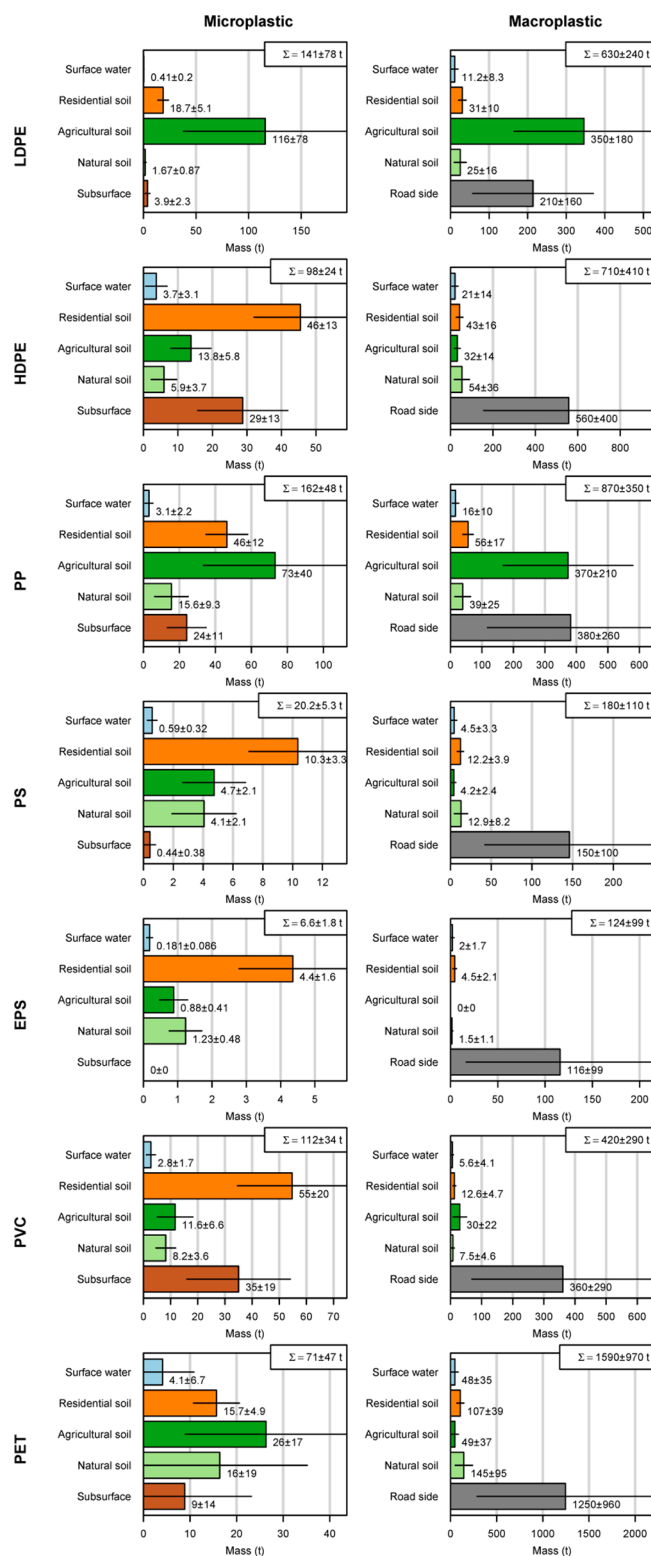 Microplastic
Macroplastic
LDPE
Σ = 141±78 t
Surface water 0.41±0.2
Residential soil 18.7±5.1
Agricultural soil 116±78
Natural soil 1.67±0.87
Subsurface 3.9±2.3
0 50 100 150
Mass (t)
Σ = 630±240 t
Surface water 11.2±8.3
Residential soil 31±10
Agricultural soil 350±180
Natural soil 25±16
Road side 210±160
0 100 200 300 400 500
Mass (t)
HDPE
Σ = 98±24 t
Surface water 3.7±3.1
Residential soil 46±13
Agricultural soil 13.8±5.8
Natural soil 5.9±3.7
Subsurface 29±13
0 10 20 30 40 50
Mass (t)
Σ = 710±410 t
Surface water 21±14
Residential soil 43±16
Agricultural soil 32±14
Natural soil 54±36
Road side 560±400
0 200 400 600 800
Mass (t)
PP
Σ = 162±48 t
Surface water 3.1±2.2
Residential soil 46±12
Agricultural soil 73±40
Natural soil 15.6±9.3
Subsurface 24±11
0 20 40 60 80 100
Mass (t)
Σ = 870±350 t
Surface water 16±10
Residential soil 56±17
Agricultural soil 370±210
Natural soil 39±25
Road side 380±260
0 100 200 300 400 500 600
Mass (t)
PS
Σ = 20.2±5.3 t
Surface water 0.59±0.32
Residential soil 10.3±3.3
Agricultural soil 4.7±2.1
Natural soil 4.1±2.1
Subsurface 0.44±0.38
0 2 4 6 8 10 12
Mass (t)
Σ = 180±110 t
Surface water 4.5±3.3
Residential soil 12.2±3.9
Agricultural soil 4.2±2.4
Natural soil 12.9±8.2
Road side 150±100
0 50 100 150 200
Mass (t)
EPS
Σ = 6.6±1.8 t
Surface water 0.181±0.086
Residential soil 4.4±1.6
Agricultural soil 0.88±0.41
Natural soil 1.23±0.48
Subsurface 0±0
0 1 2 3 4 5
Mass (t)
Σ = 124±99 t
Surface water 2±1.7
Residential soil 4.5±2.1
Agricultural soil 0±0
Natural soil 1.5±1.1
Road side 116±99
0 50 100 150 200
Mass (t)
PVC
Σ = 112±34 t
Surface water 2.8±1.7
Residential soil 55±20
Agricultural soil 11.6±6.6
Natural soil 8.2±3.6
Subsurface 35±19
0 10 20 30 40 50 60 70
Mass (t)
Σ = 420±290 t
Surface water 5.6±4.1
Residential soil 12.6±4.7
Agricultural soil 30±22
Natural soil 7.5±4.6
Road side 360±290
0 100 200 300 400 500 600
Mass (t)
PET
Σ = 71±47 t
Surface water 4.1±6.7
Residential soil 15.7±4.9
Agricultural soil 26±17
Natural soil 16±19
Subsurface 9±14
0 10 20 30 40
Mass (t)
Σ = 1590±970 t
Surface water 48±35
Residential soil 107±39
Agricultural soil 49±37
Natural soil 145±95
Road side 1250±960
0 500 1000 1500 2000
Mass (t)